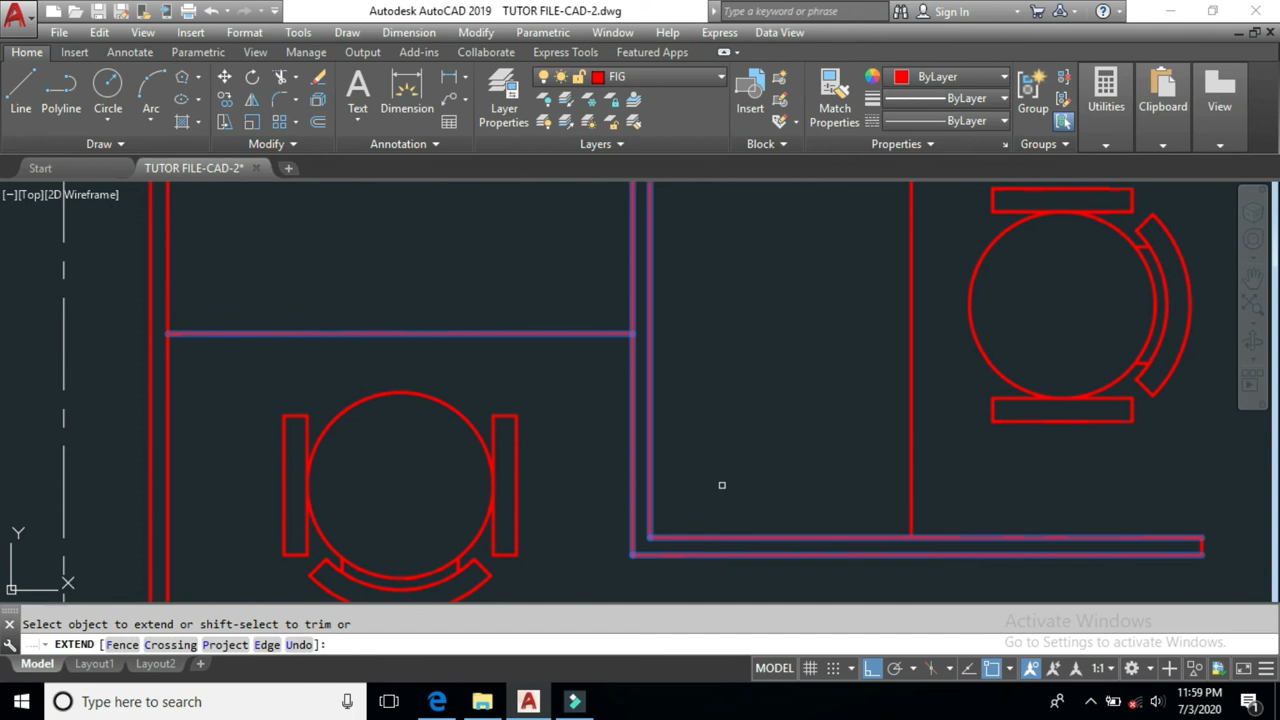 Autodesk AutoCAD 2019 TUTOR FILE-CAD-2.dwg
Type a keyword or phrase
Sign In
File Edit View Insert Format Tools Draw Dimension Modify Parametric Window Help Express Data View
Home Insert Annotate Parametric View Manage Output Add-ins Collaborate Express Tools Featured Apps
FIG
ByLayer
ByLayer
ByLayer
Line Polyline Circle Arc Text Dimension Layer Properties Insert Match Properties Group Utilities Clipboard View
Draw Modify Annotation Layers Block Properties Groups
Start TUTOR FILE-CAD-2*
[−][Top][2D Wireframe]
Y
X
Select object to extend or shift-select to trim or
EXTEND [Fence Crossing Project Edge Undo]:
Activate Windows
Go to Settings to activate Windows.
Model Layout1 Layout2
MODEL 1:1
Type here to search
11:59 PM
7/3/2020
1